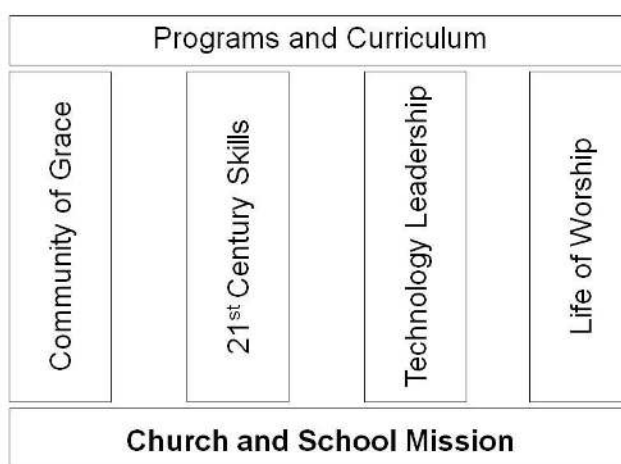 Programs and Curriculum
Community of Grace
21st Century Skills
Technology Leadership
Life of Worship
Church and School Mission